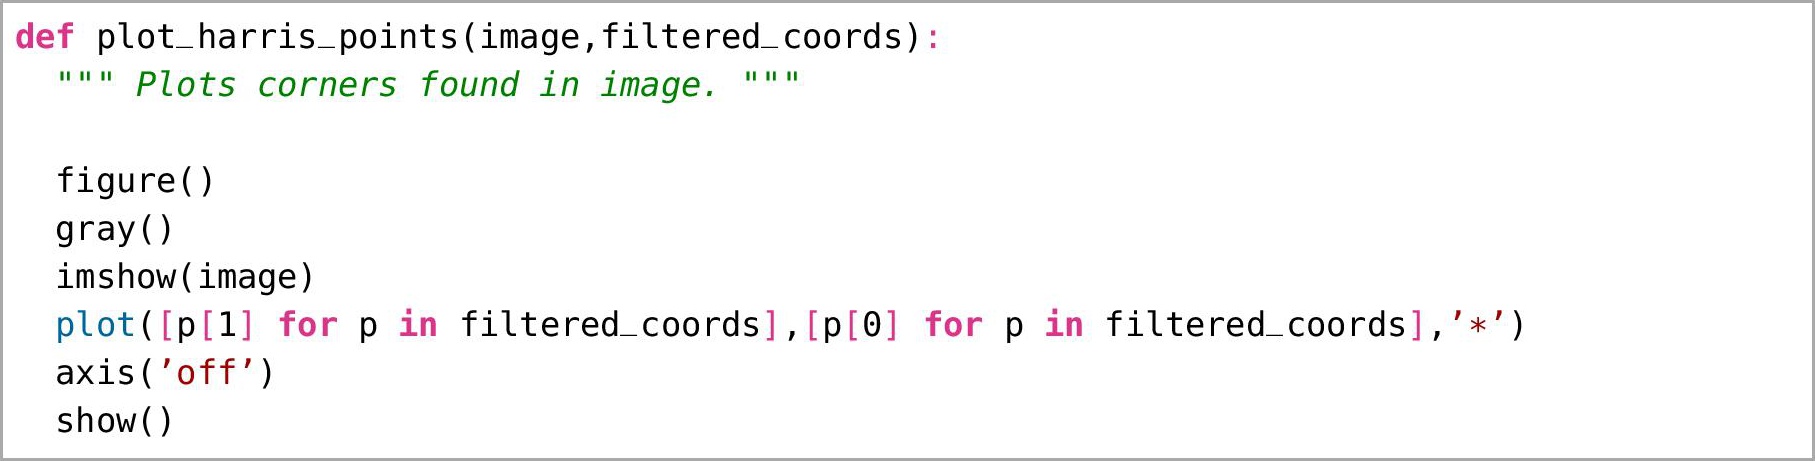 def plot_harris_points(image,filtered_coords):
  """ Plots corners found in image. """

  figure()
  gray()
  imshow(image)
  plot([p[1] for p in filtered_coords],[p[0] for p in filtered_coords],’*’)
  axis(’off’)
  show()